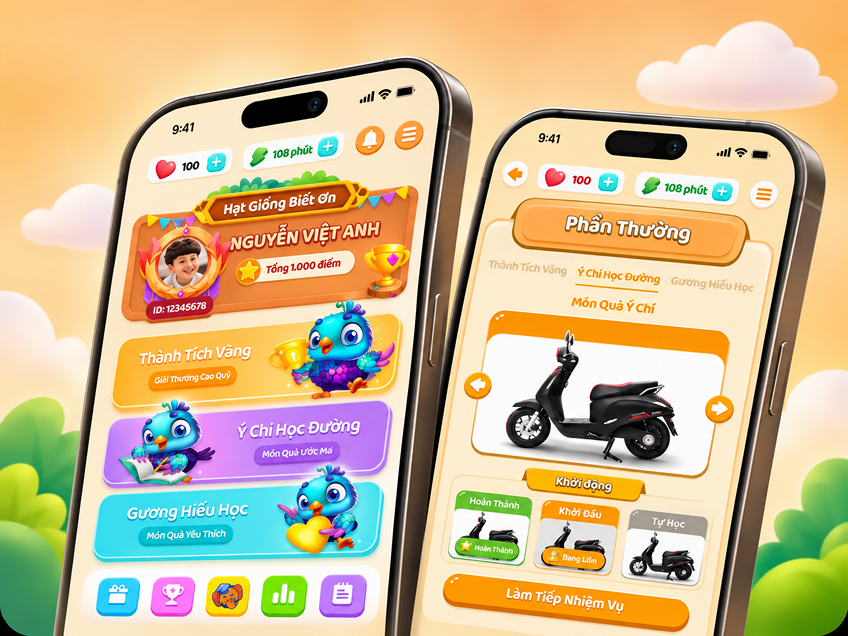 9:41
100
108 phút
Hạt Giống Biết Ơn
NGUYỄN VIỆT ANH
Tổng 1.000 điểm
ID: 12345678
Thành Tích Vàng
Giải Thưởng Cao Quý
Ý Chí Học Đường
Món Quà Ước Mơ
Gương Hiếu Học
Món Quà Yêu Thích
9:41
100
108 phút
Phần Thưởng
Thành Tích Vàng
Ý Chí Học Đường
Gương Hiếu Học
Món Quà Ý Chí
Khởi động
Hoàn Thành
Khởi Đầu
Tự Học
Hoàn Thành
Làm Tiếp Nhiệm Vụ